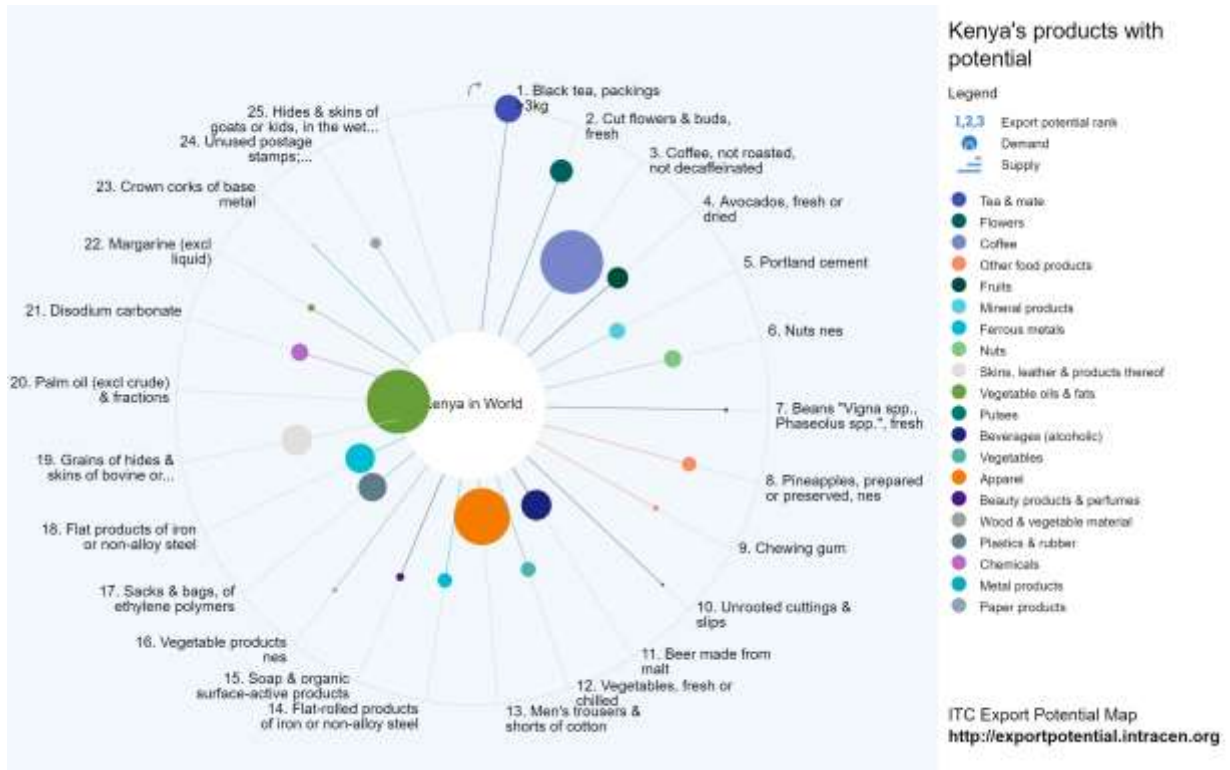 Kenya's products with
potential
Legend
1,2,3 Export potential rank
Demand
Supply
Tea & mate
Flowers
Coffee
Other food products
Fruits
Mineral products
Ferrous metals
Nuts
Skins, leather & products thereof
Vegetable oils & fats
Pulses
Beverages (alcoholic)
Vegetables
Apparel
Beauty products & perfumes
Wood & vegetable material
Plastics & rubber
Chemicals
Metal products
Paper products
ITC Export Potential Map
http://exportpotential.intracen.org
1. Black tea, packings
>3kg
2. Cut flowers & buds,
fresh
3. Coffee, not roasted,
not decaffeinated
4. Avocados, fresh or
dried
5. Portland cement
6. Nuts nes
7. Beans "Vigna spp.,
Phaseolus spp.", fresh
8. Pineapples, prepared
or preserved, nes
9. Chewing gum
10. Unrooted cuttings &
slips
11. Beer made from
malt
12. Vegetables, fresh or
chilled
13. Men's trousers &
shorts of cotton
14. Flat-rolled products
of iron or non-alloy steel
15. Soap & organic
surface-active products
16. Vegetable products
nes
17. Sacks & bags, of
ethylene polymers
18. Flat products of iron
or non-alloy steel
19. Grains of hides &
skins of bovine or...
20. Palm oil (excl crude)
& fractions
21. Disodium carbonate
22. Margarine (excl
liquid)
23. Crown corks of base
metal
24. Unused postage
stamps;...
25. Hides & skins of
goats or kids, in the wet...
enya in World